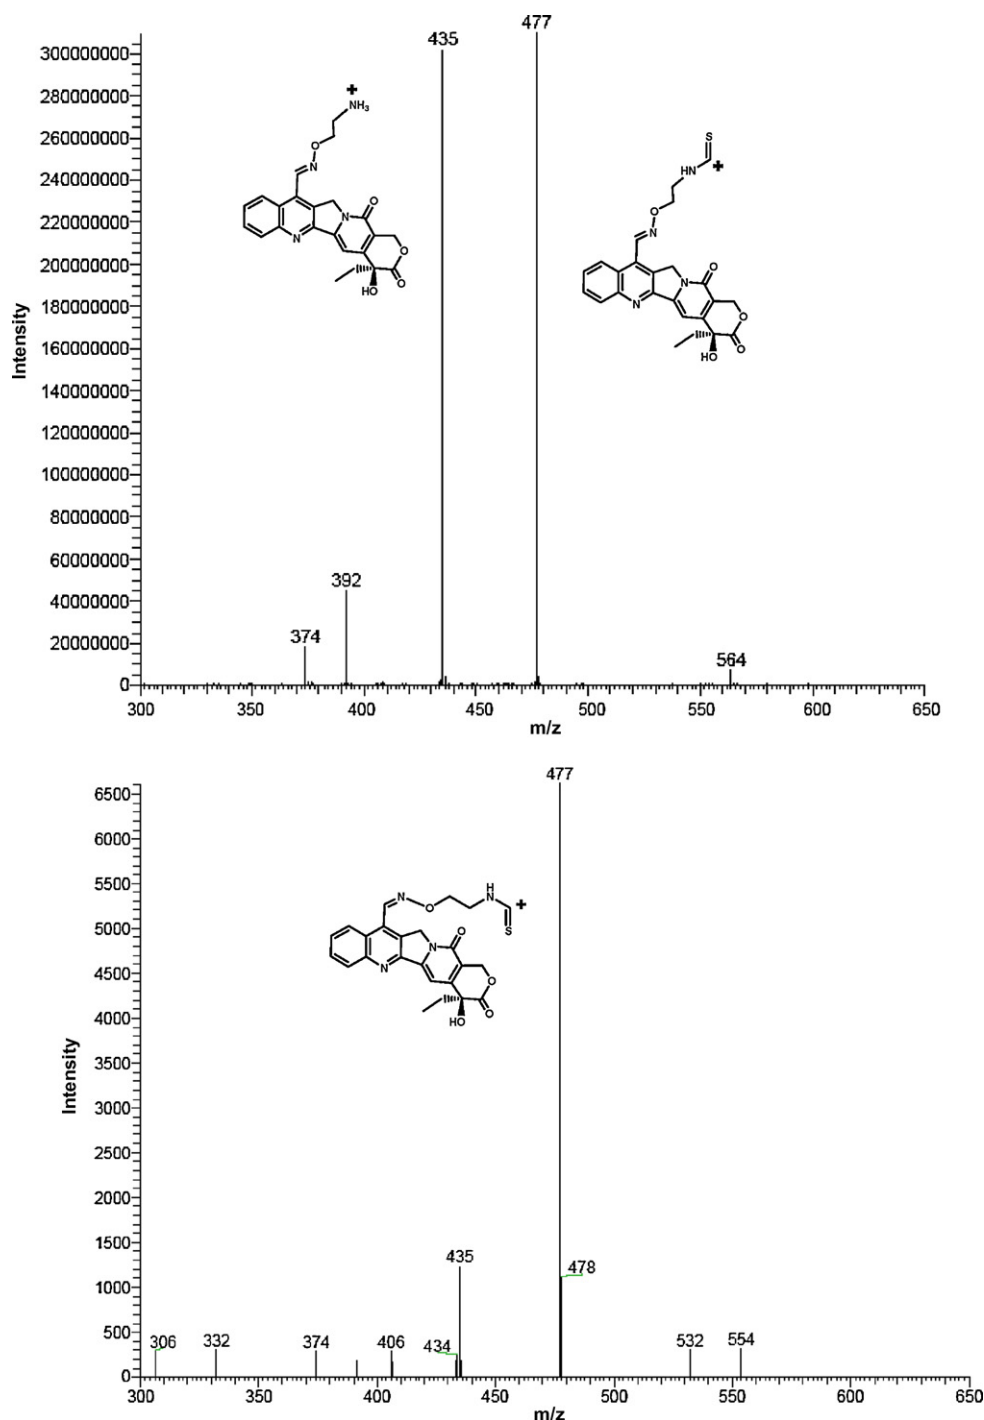 477
435
300000000
280000000
260000000
240000000
220000000
200000000
180000000
160000000
140000000
120000000
100000000
80000000
60000000
40000000
20000000
0
Intensity
+
NH3
O
N
O
N
N
O
O
HO
S
+
HN
O
N
O
N
N
O
O
HO
392
374
564
300 350 400 450 500 550 600 650
m/z
477
6500
6000
5500
5000
4500
4000
3500
3000
2500
2000
1500
1000
500
0
Intensity
H
N
N
+
O
S
O
N
N
O
O
HO
435
478
306 332 374 406 434 532 554
300 350 400 450 500 550 600 650
m/z